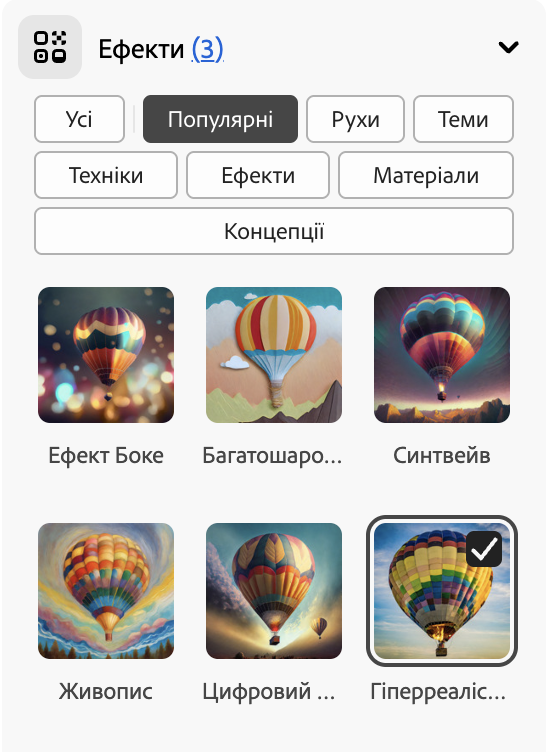 Ефекти (3)
Усі Популярні Рухи Теми
Техніки Ефекти Матеріали
Концепції
Ефект Боке Багатошаро... Синтвейв
Живопис Цифровий ... Гіперреаліс...